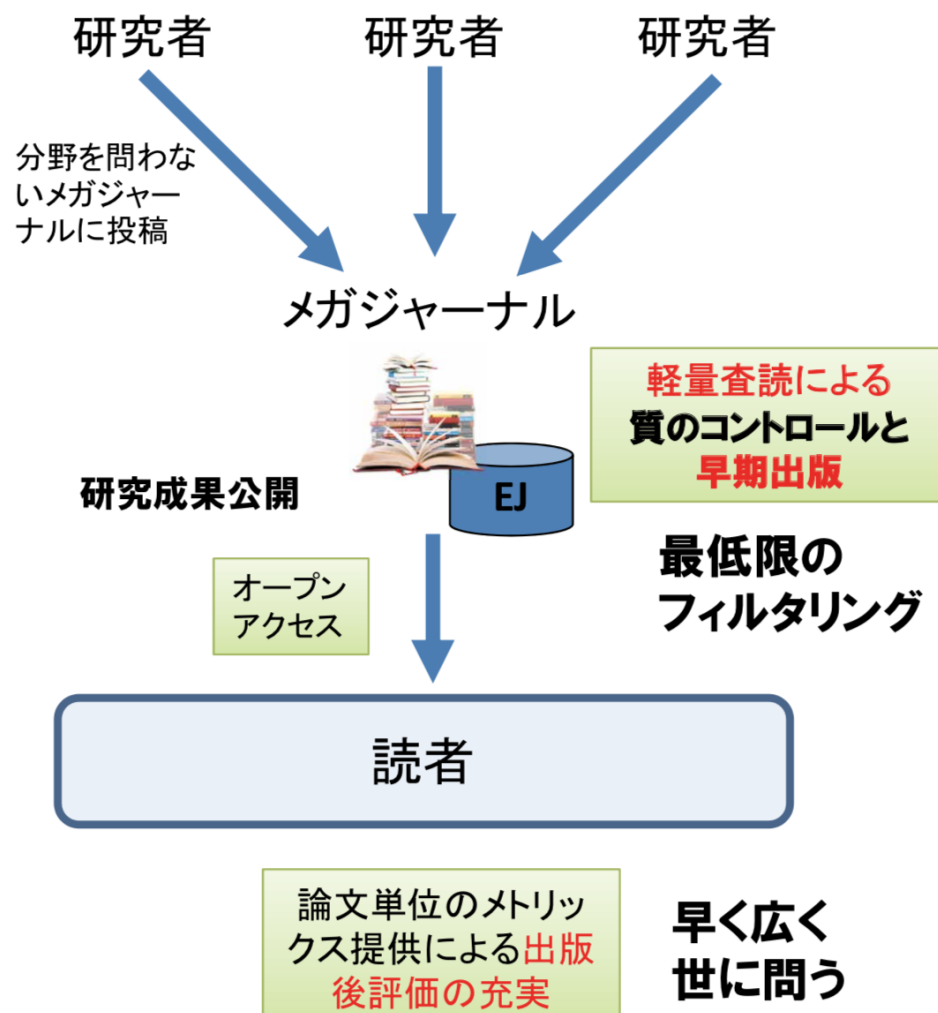 研究者
研究者
研究者
分野を問わな
いメガジャー
ナルに投稿
メガジャーナル
軽量査読による
質のコントロールと
早期出版
研究成果公開
EJ
最低限の
フィルタリング
オープン
アクセス
読者
論文単位のメトリッ
クス提供による出版
後評価の充実
早く広く
世に問う